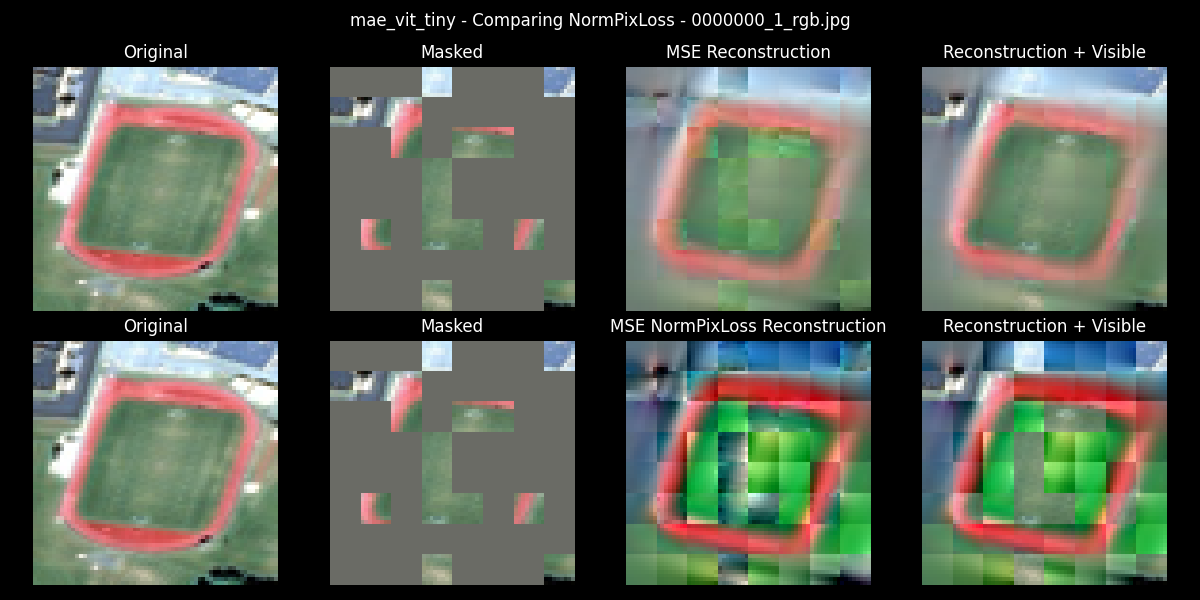 mae_vit_tiny - Comparing NormPixLoss - 0000000_1_rgb.jpg
Original
Masked
MSE Reconstruction
Reconstruction + Visible
Original
Masked
MSE NormPixLoss Reconstruction
Reconstruction + Visible